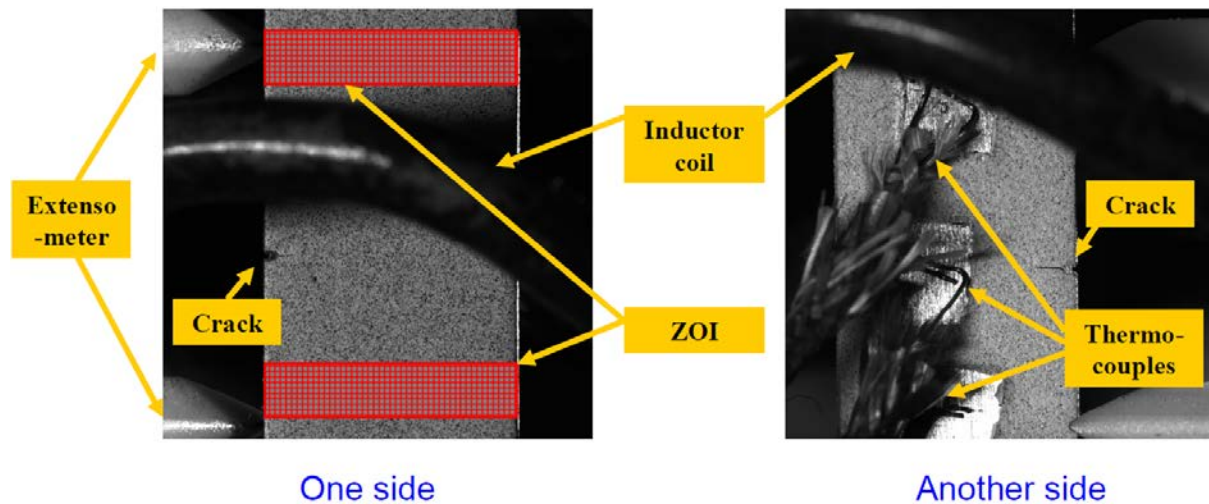 Extenso
-meter
Crack
Inductor
coil
ZOI
Crack
Thermo-
couples
One side
Another side